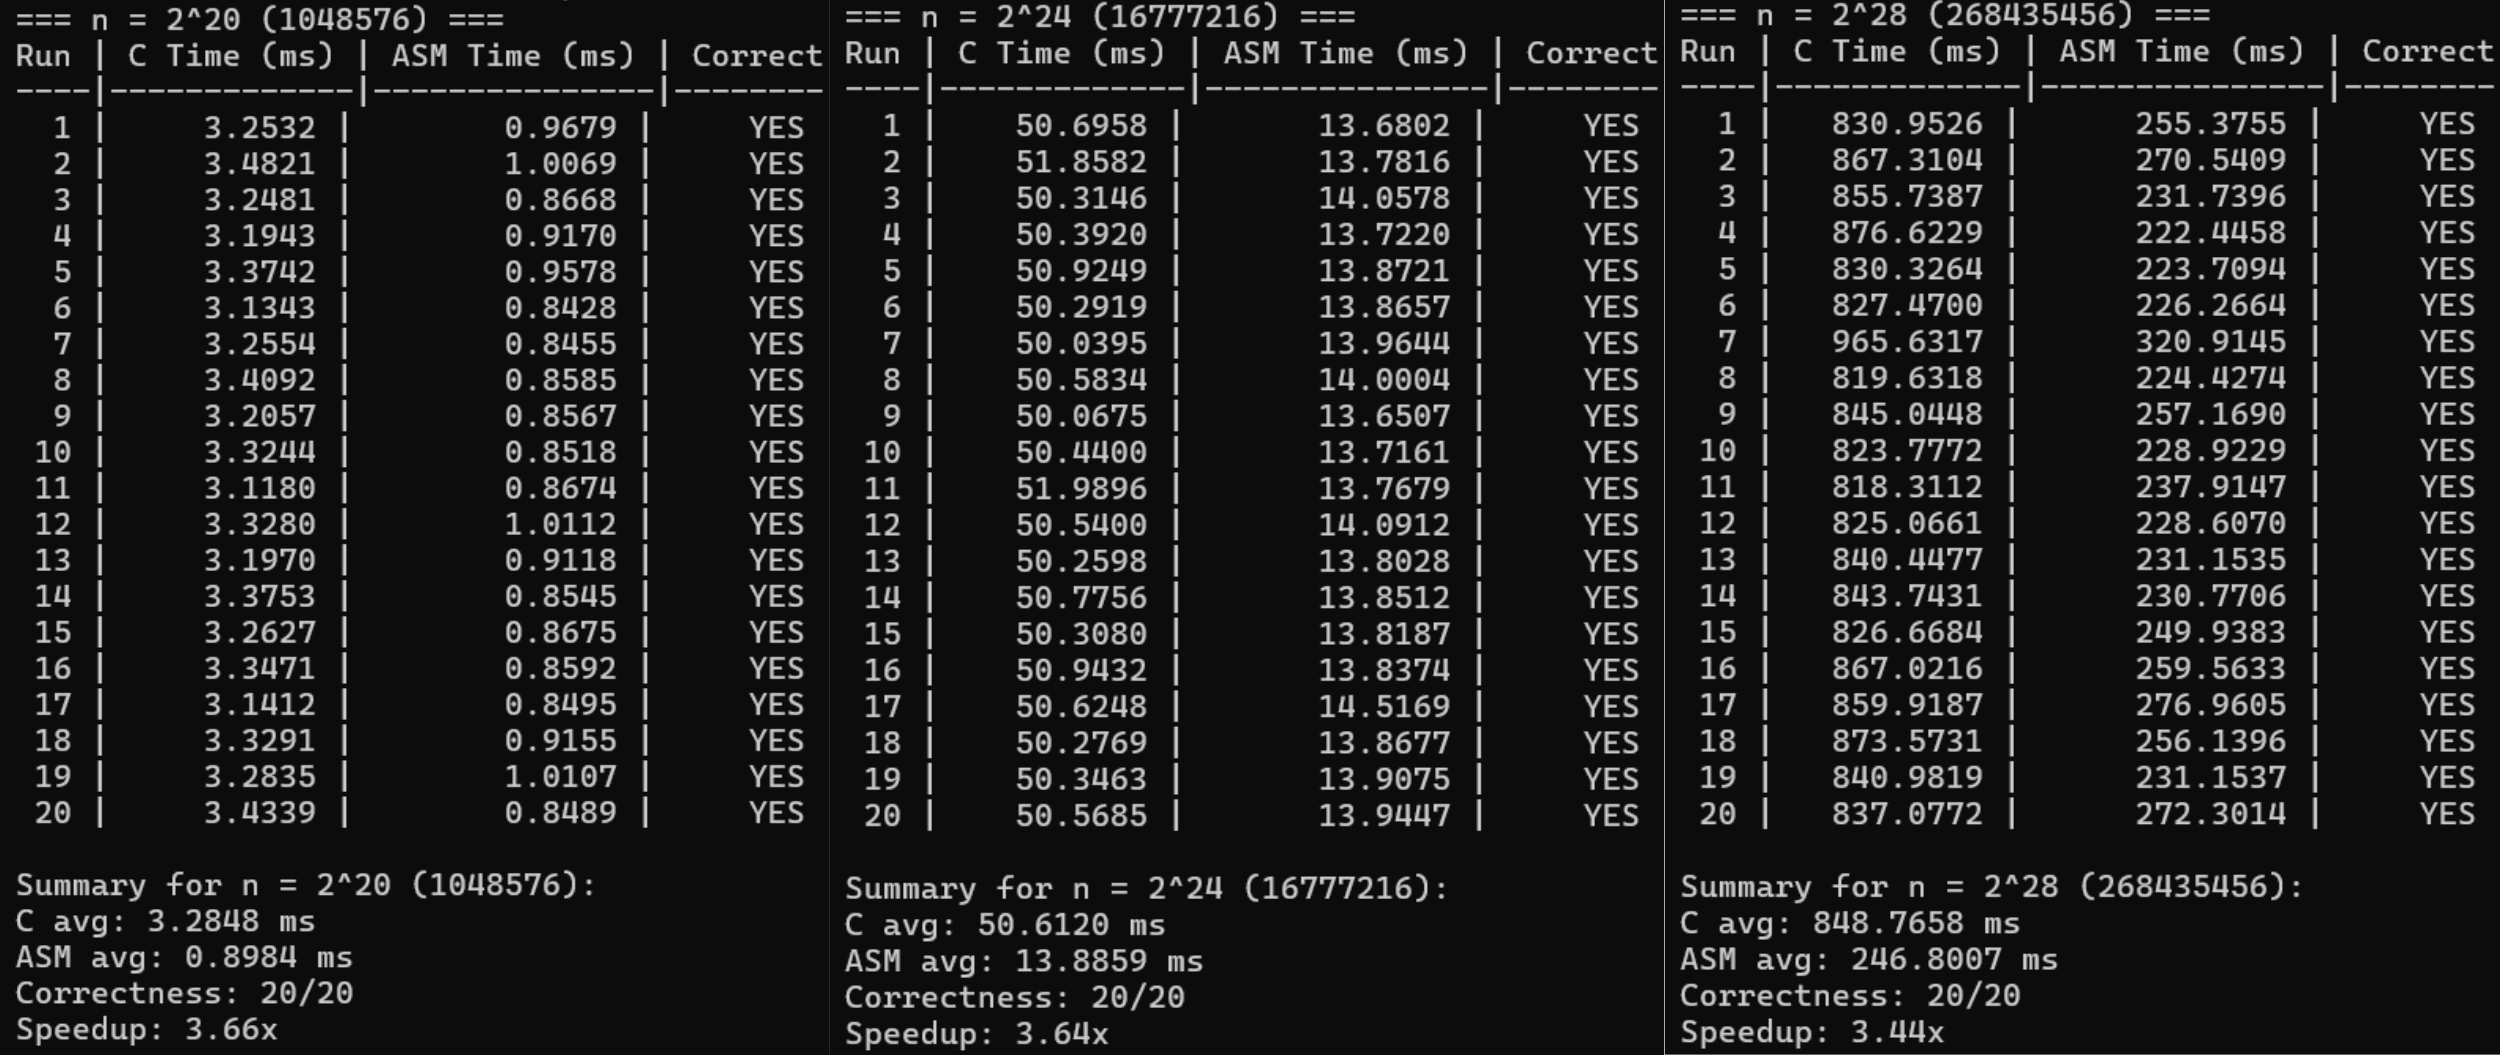 === n = 2^20 (1048576) ===
Run | C Time (ms) | ASM Time (ms) | Correct
----|-------------|---------------|--------
1 | 3.2532 | 0.9679 | YES
2 | 3.4821 | 1.0069 | YES
3 | 3.2481 | 0.8668 | YES
4 | 3.1943 | 0.9170 | YES
5 | 3.3742 | 0.9578 | YES
6 | 3.1343 | 0.8428 | YES
7 | 3.2554 | 0.8455 | YES
8 | 3.4092 | 0.8585 | YES
9 | 3.2057 | 0.8567 | YES
10 | 3.3244 | 0.8518 | YES
11 | 3.1180 | 0.8674 | YES
12 | 3.3280 | 1.0112 | YES
13 | 3.1970 | 0.9118 | YES
14 | 3.3753 | 0.8545 | YES
15 | 3.2627 | 0.8675 | YES
16 | 3.3471 | 0.8592 | YES
17 | 3.1412 | 0.8495 | YES
18 | 3.3291 | 0.9155 | YES
19 | 3.2835 | 1.0107 | YES
20 | 3.4339 | 0.8489 | YES
Summary for n = 2^20 (1048576):
C avg: 3.2848 ms
ASM avg: 0.8984 ms
Correctness: 20/20
Speedup: 3.66x
=== n = 2^24 (16777216) ===
Run | C Time (ms) | ASM Time (ms) | Correct
----|-------------|---------------|--------
1 | 50.6958 | 13.6802 | YES
2 | 51.8582 | 13.7816 | YES
3 | 50.3146 | 14.0578 | YES
4 | 50.3920 | 13.7220 | YES
5 | 50.9249 | 13.8721 | YES
6 | 50.2919 | 13.8657 | YES
7 | 50.0395 | 13.9644 | YES
8 | 50.5834 | 14.0004 | YES
9 | 50.0675 | 13.6507 | YES
10 | 50.4400 | 13.7161 | YES
11 | 51.9896 | 13.7679 | YES
12 | 50.5400 | 14.0912 | YES
13 | 50.2598 | 13.8028 | YES
14 | 50.7756 | 13.8512 | YES
15 | 50.3080 | 13.8187 | YES
16 | 50.9432 | 13.8374 | YES
17 | 50.6248 | 14.5169 | YES
18 | 50.2769 | 13.8677 | YES
19 | 50.3463 | 13.9075 | YES
20 | 50.5685 | 13.9447 | YES
Summary for n = 2^24 (16777216):
C avg: 50.6120 ms
ASM avg: 13.8859 ms
Correctness: 20/20
Speedup: 3.64x
=== n = 2^28 (268435456) ===
Run | C Time (ms) | ASM Time (ms) | Correct
----|-------------|---------------|--------
1 | 830.9526 | 255.3755 | YES
2 | 867.3104 | 270.5409 | YES
3 | 855.7387 | 231.7396 | YES
4 | 876.6229 | 222.4458 | YES
5 | 830.3264 | 223.7094 | YES
6 | 827.4700 | 226.2664 | YES
7 | 965.6317 | 320.9145 | YES
8 | 819.6318 | 224.4274 | YES
9 | 845.0448 | 257.1690 | YES
10 | 823.7772 | 228.9229 | YES
11 | 818.3112 | 237.9147 | YES
12 | 825.0661 | 228.6070 | YES
13 | 840.4477 | 231.1535 | YES
14 | 843.7431 | 230.7706 | YES
15 | 826.6684 | 249.9383 | YES
16 | 867.0216 | 259.5633 | YES
17 | 859.9187 | 276.9605 | YES
18 | 873.5731 | 256.1396 | YES
19 | 840.9819 | 231.1537 | YES
20 | 837.0772 | 272.3014 | YES
Summary for n = 2^28 (268435456):
C avg: 848.7658 ms
ASM avg: 246.8007 ms
Correctness: 20/20
Speedup: 3.44x